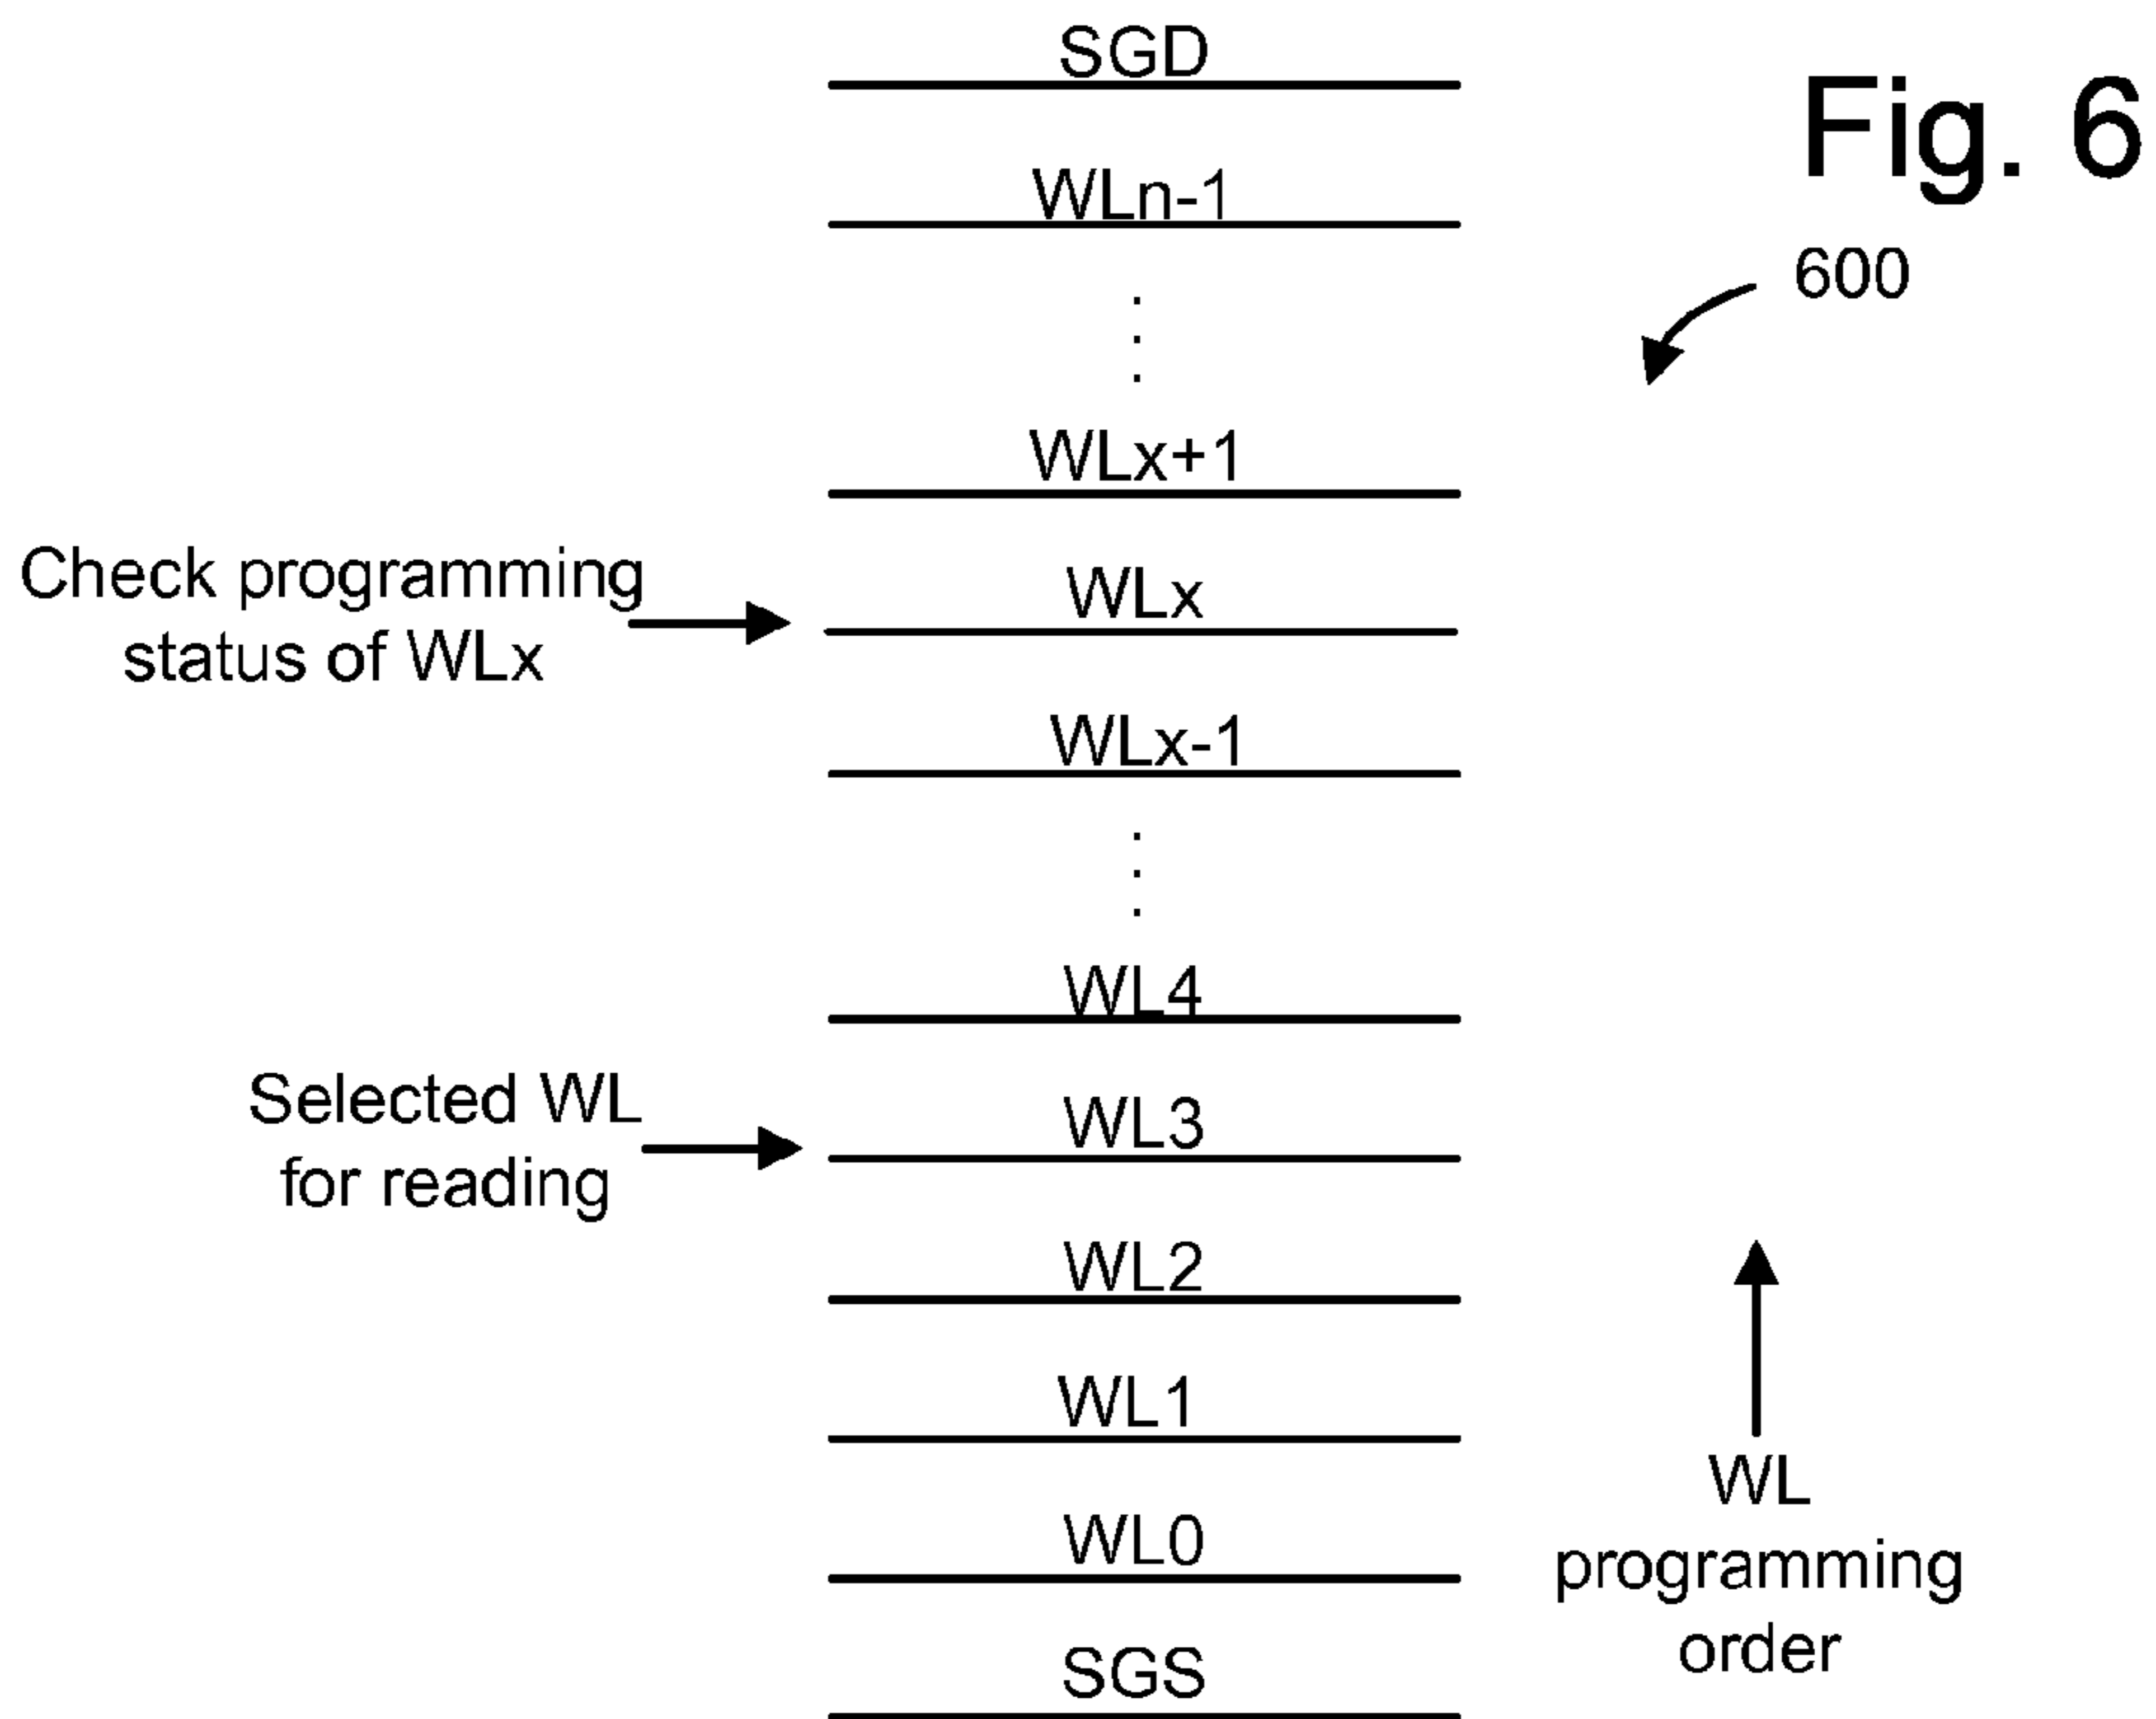 SGD
Fig. 6
WLn-1
600
WLx+1
Check programming
status of WLx
WLx
WLx-1
WL4
Selected WL
for reading
WL3
WL2
WL1
WL0
WL
programming
order
SGS